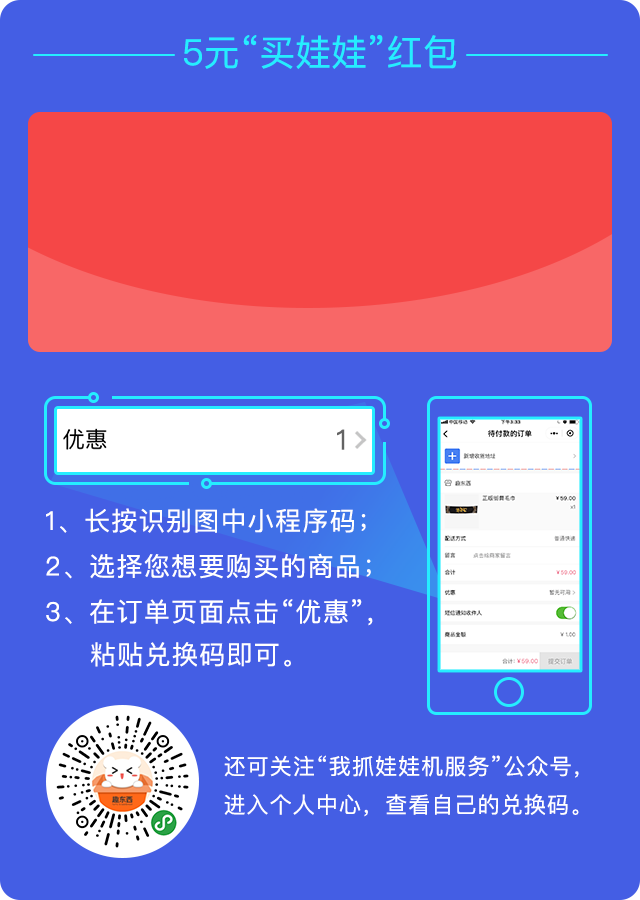 5元“买娃娃”红包
优惠
1
1、长按识别图中小程序码；
2、选择您想要购买的商品；
3、在订单页面点击“优惠”，
粘贴兑换码即可。
中国移动
下午3:33
待付款的订单
新增收货地址
趣东西
¥59.00
x1
配送方式
普通快递
留言
点击给商家留言
合计
¥59.00
优惠
暂无可用
短信通知收件人
商品金额
¥1.00
合计：¥59.00
提交订单
趣东西
还可关注“我抓娃娃机服务”公众号，
进入个人中心，查看自己的兑换码。